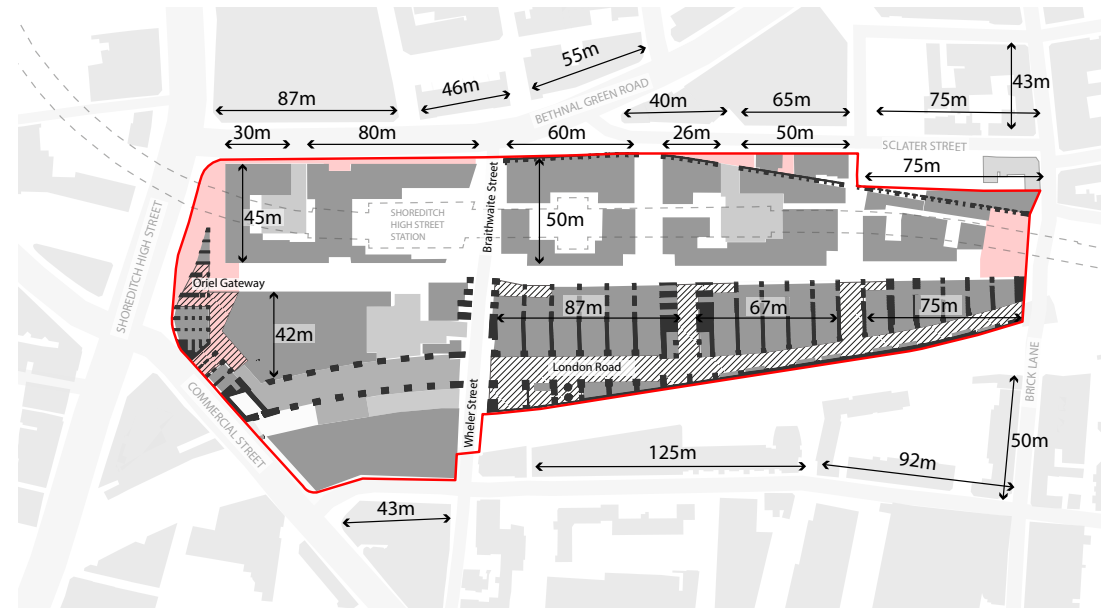 55m
43m
46m
87m
BETHNAL GREEN ROAD
40m
65m
75m
30m
80m
60m
26m
50m
SCLATER STREET
75m
Braithwaite Street
45m
SHOREDITCH
HIGH STREET
STATION
50m
SHOREDITCH HIGH STREET
Oriel Gateway
42m
87m
67m
75m
London Road
BRICK LANE
COMMERCIAL STREET
Wheler Street
50m
125m
92m
43m